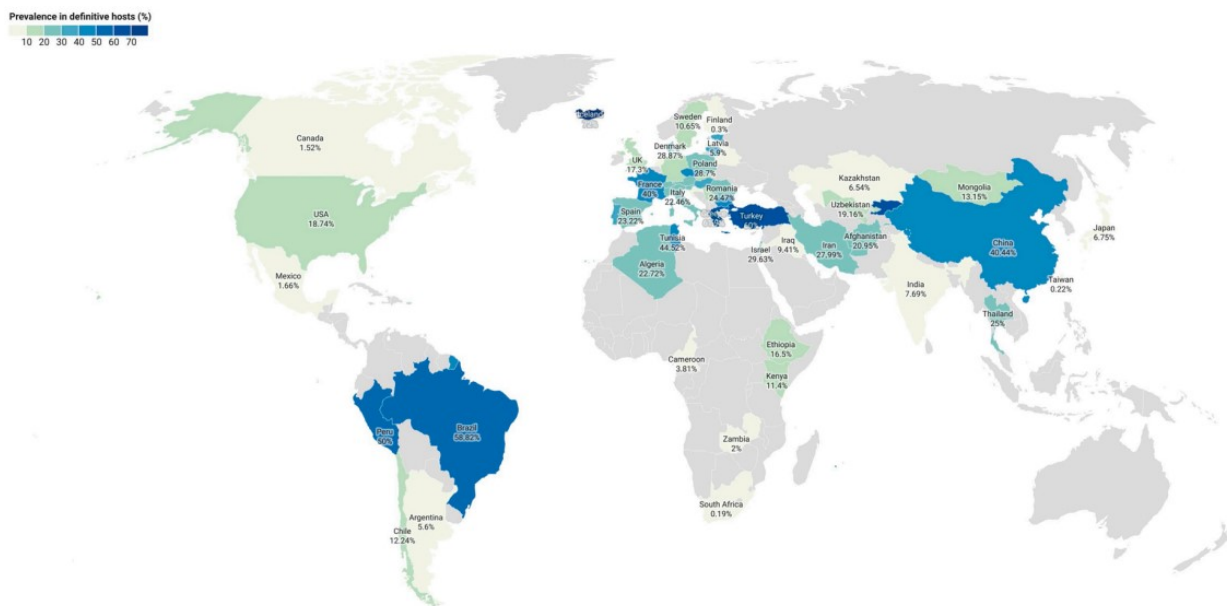 Prevalence in definitive hosts (%)
10 20 30 40 50 60 70
Iceland
Canada
1.52%
USA
18.74%
Mexico
1.66%
Peru
50%
Brazil
58.82%
Chile
12.24%
Argentina
5.6%
Sweden
10.65%
Finland
0.3%
Denmark
28.87%
Latvia
5.9%
UK
17.3%
Poland
28.7%
France
40%
Italy
22.46%
Romania
24.47%
Spain
23.22%
Turkey
Tunisia
44.52%
Algeria
22.72%
Israel
29.63%
Iraq
9.41%
Iran
27.99%
Afghanistan
20.95%
Kazakhstan
6.54%
Uzbekistan
19.16%
Mongolia
13.15%
China
40.44%
Japan
6.75%
Taiwan
0.22%
India
7.69%
Thailand
25%
Ethiopia
16.5%
Kenya
11.4%
Cameroon
3.81%
Zambia
2%
South Africa
0.19%